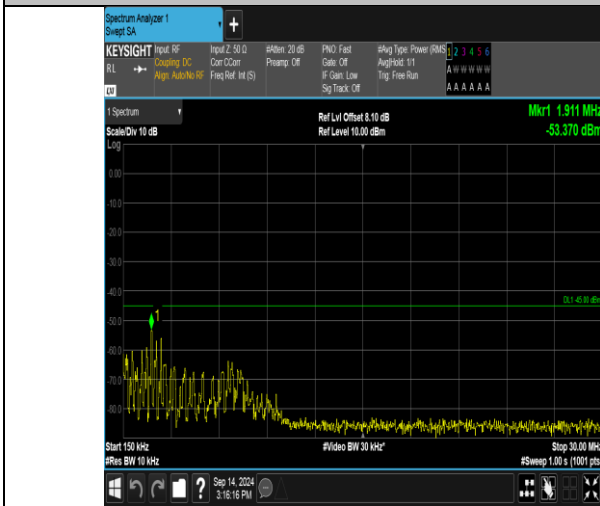 Spectrum Analyzer 1
Swept SA
+
KEYSIGHT
RL
Input: RF
Coupling: DC
Align: Auto/No RF
Input Z: 50 Ω
Corr CCorr
Freq Ref: Int (S)
#Atten: 20 dB
Preamp: Off
PNO: Fast
Gate: Off
IF Gain: Low
Sig Track: Off
#Avg Type: Power (RMS
Avg|Hold: 1/1
Trig: Free Run
1 2 3 4 5 6
A W W W W W
A A A A A A
1 Spectrum
Scale/Div 10 dB
Log
Ref Lvl Offset 8.10 dB
Ref Level 10.00 dBm
Mkr1 1.911 MHz
-53.370 dBm
0.00
-10.0
-20.0
-30.0
-40.0
DL1 -45.00 dBm
-50.0
1
-60.0
-70.0
-80.0
Start 150 kHz
#Res BW 10 kHz
#Video BW 30 kHz*
Stop 30.00 MHz
#Sweep 1.00 s (1001 pts
?
Sep 14, 2024
3:16:16 PM